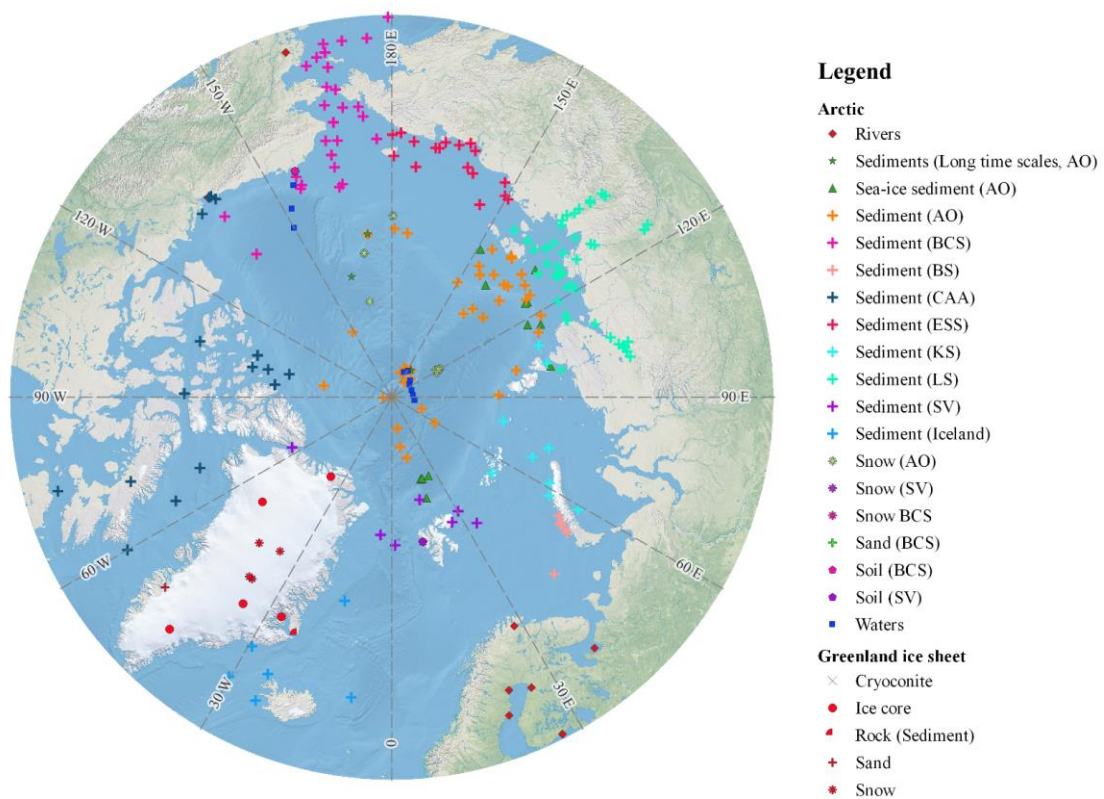 180 E
150 W
150 E
120 W
120 E
90 W
90 E
60 W
60 E
30 W
30 E
0
Legend
Arctic
Rivers
Sediments (Long time scales, AO)
Sea-ice sediment (AO)
Sediment (AO)
Sediment (BCS)
Sediment (BS)
Sediment (CAA)
Sediment (ESS)
Sediment (KS)
Sediment (LS)
Sediment (SV)
Sediment (Iceland)
Snow (AO)
Snow (SV)
Snow BCS
Sand (BCS)
Soil (BCS)
Soil (SV)
Waters
Greenland ice sheet
Cryoconite
Ice core
Rock (Sediment)
Sand
Snow